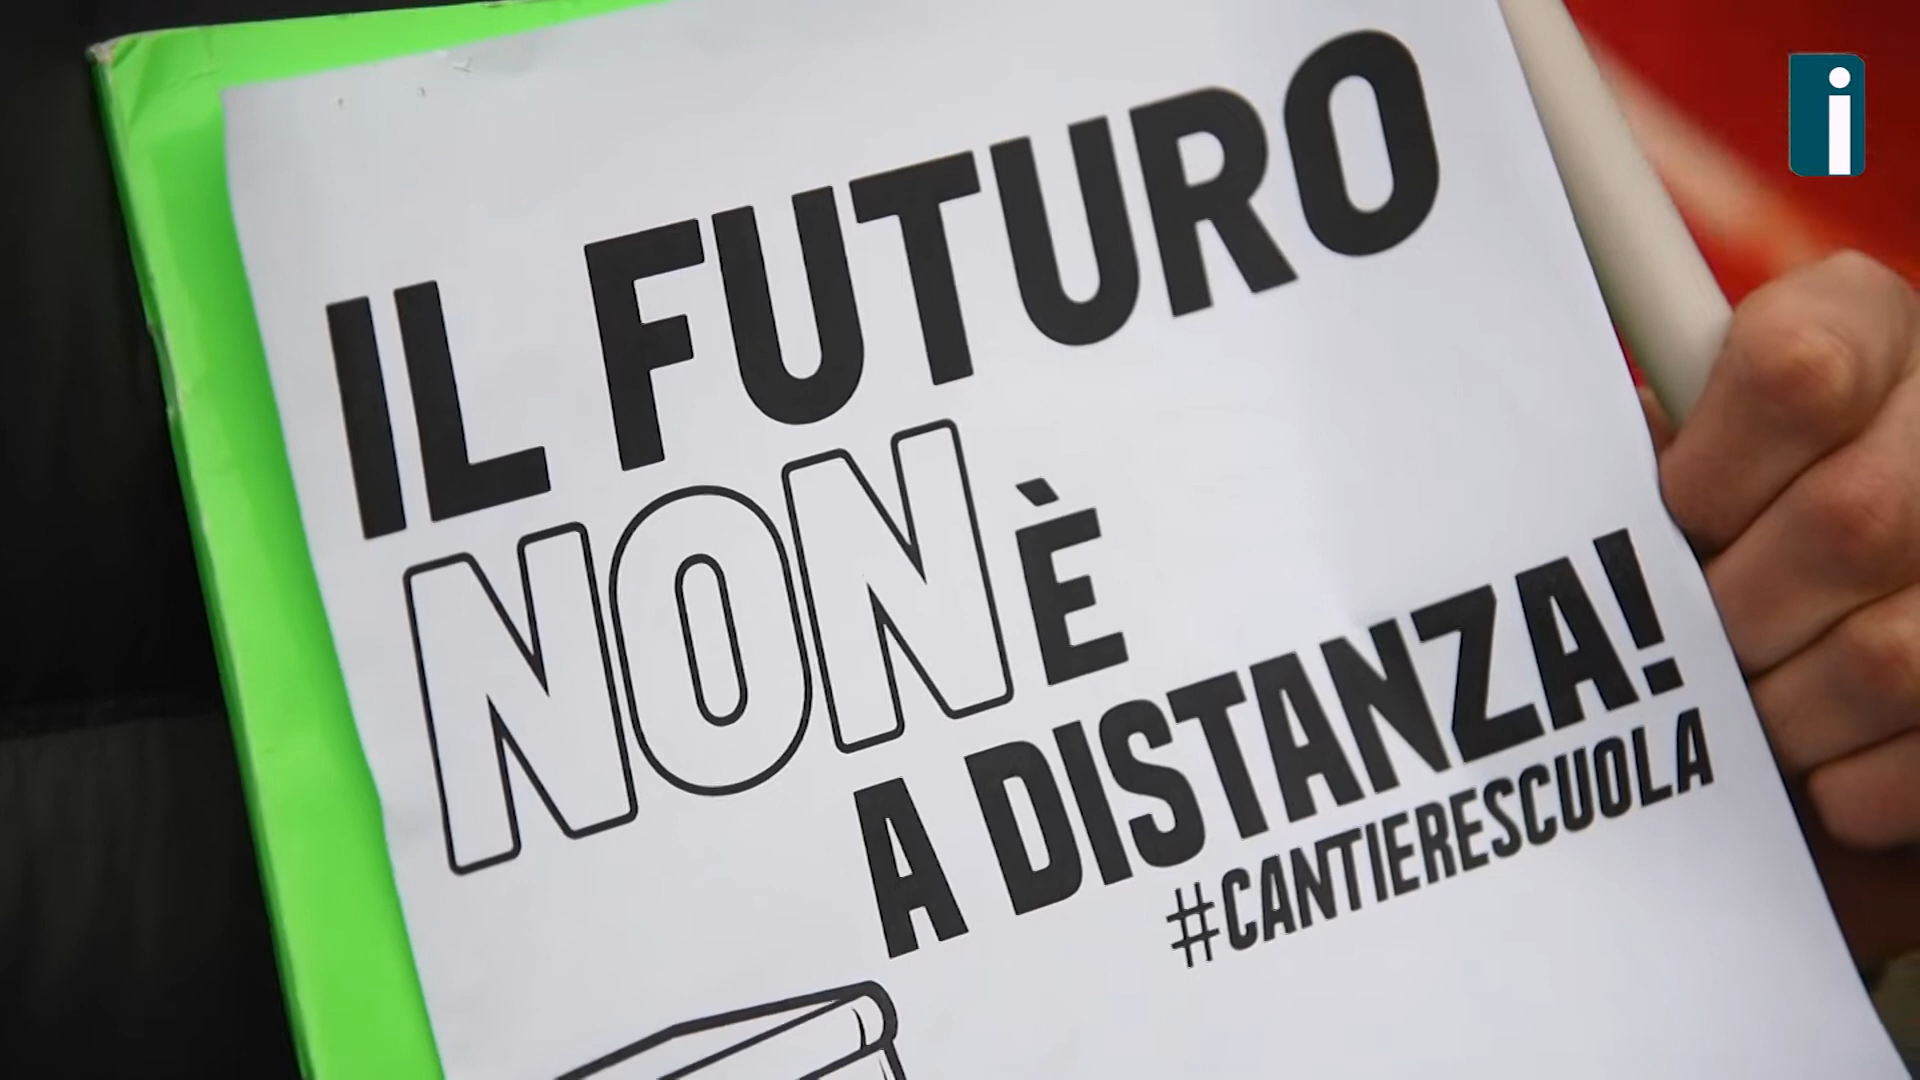 IL FUTURO
NON È
A DISTANZA!
#CANTIERESCUOLA
i